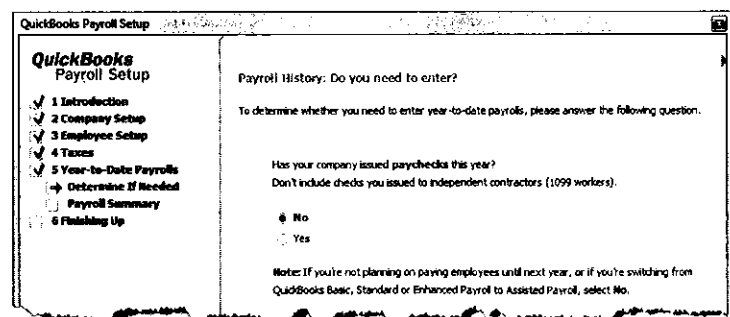 QuickBooks Payroll Setup
QuickBooks
Payroll Setup
1 Introduction
2 Company Setup
3 Employee Setup
4 Taxes
5 Year-to-Date Payrolls
Determine If Needed
Payroll Summary
6 Finishing Up
Payroll History: Do you need to enter?
To determine whether you need to enter year-to-date payrolls, please answer the following question.
Has your company issued paychecks this year?
Don't include checks you issued to independent contractors (1099 workers).
No
Yes
Note: If you're not planning on paying employees until next year, or if you're switching from
QuickBooks Basic, Standard or Enhanced Payroll to Assisted Payroll, select No.